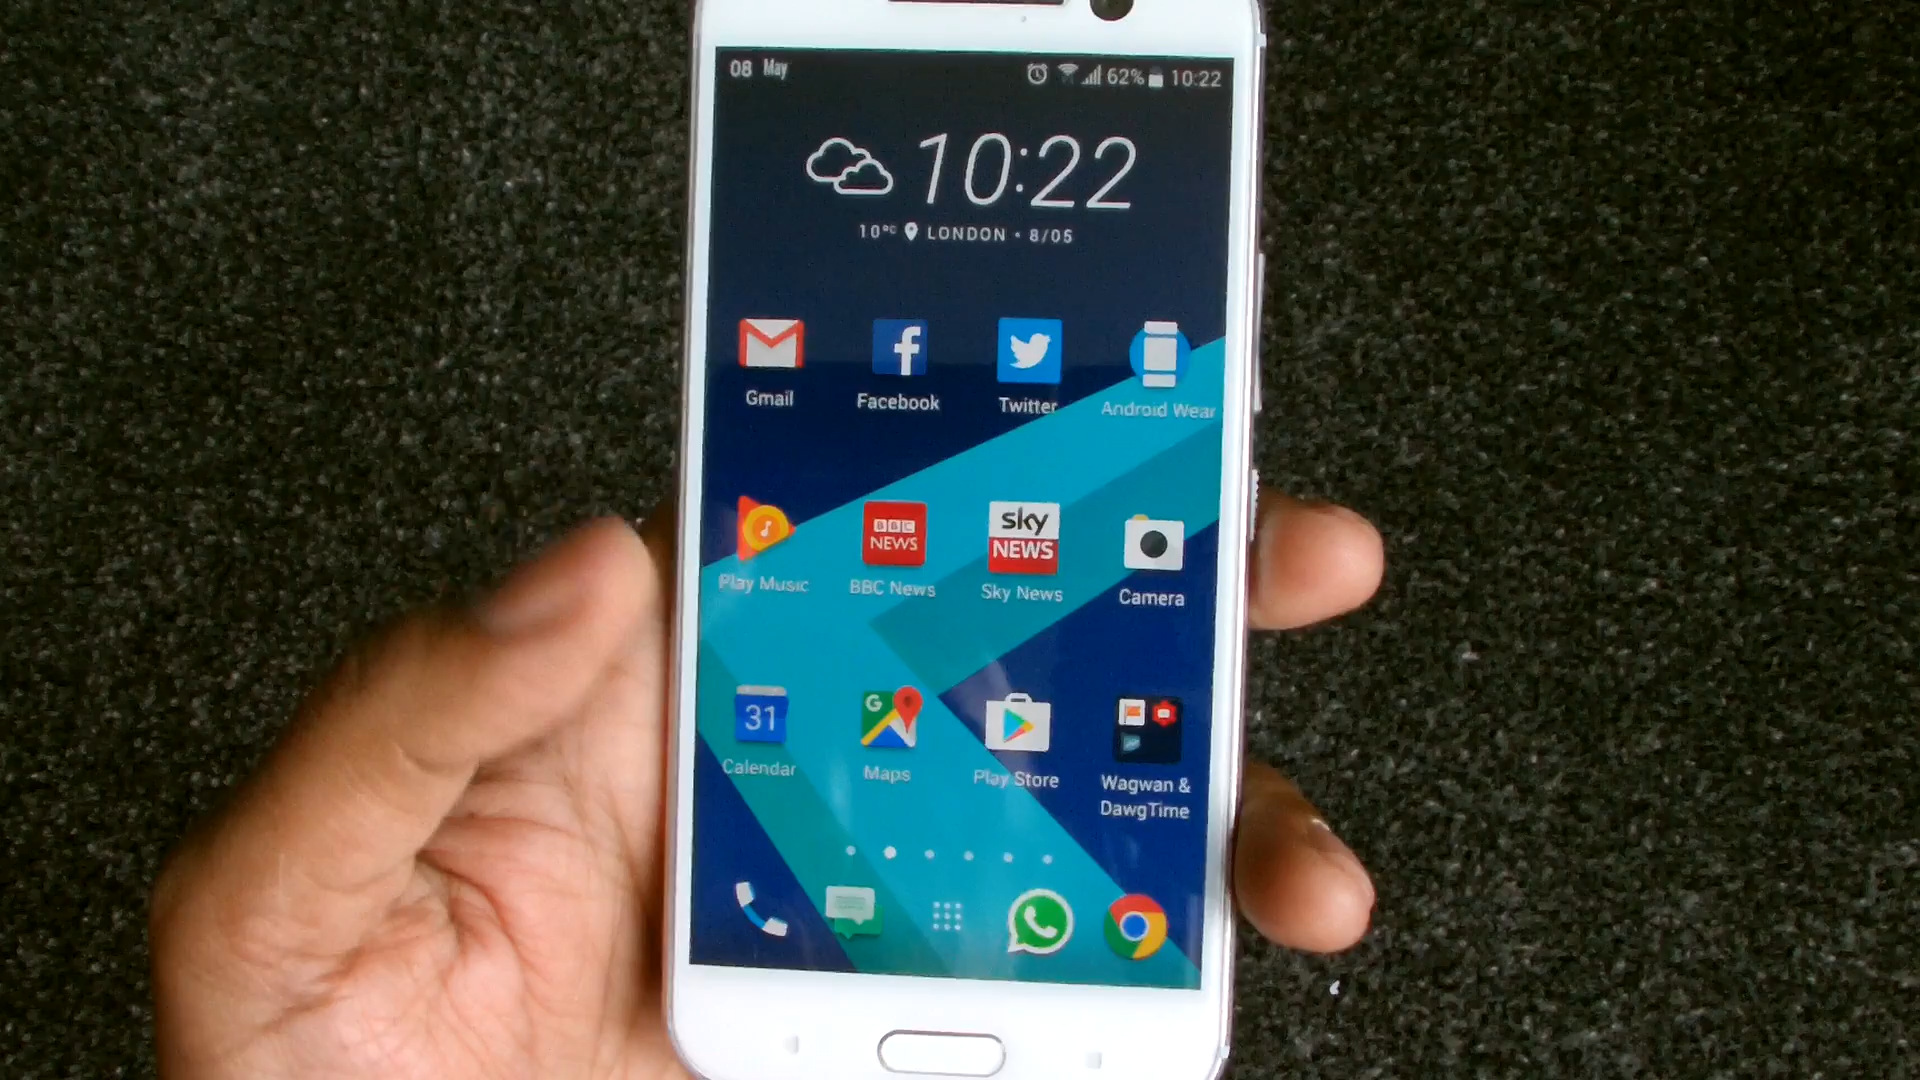 08 May 62% 10:22
10:22
10°C LONDON • 8/05
Gmail Facebook Twitter Android Wear
BBC sky
NEWS NEWS
Play Music BBC News Sky News Camera
31 G
Calendar Maps Play Store Wagwan &
DawgTime